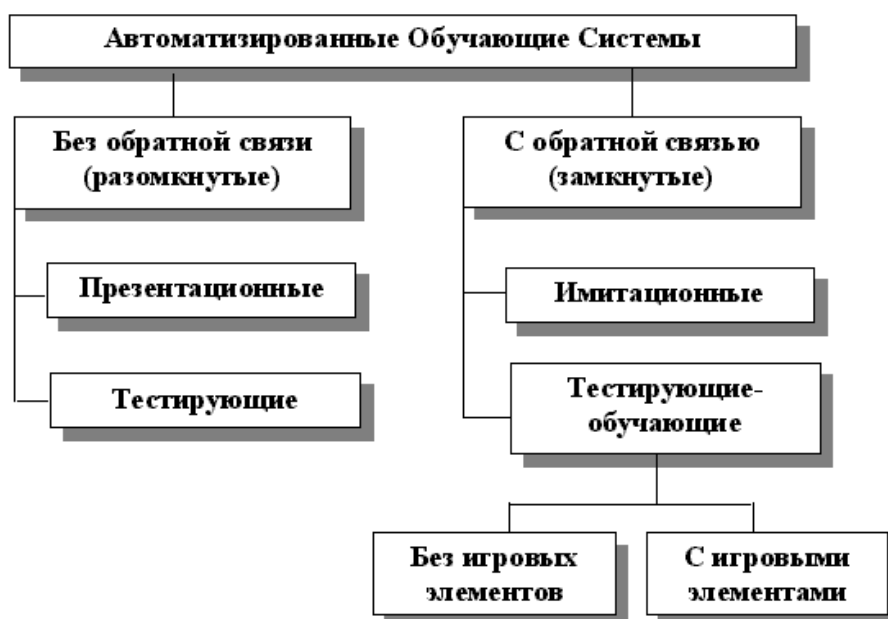 Автоматизированные Обучающие Системы
Без обратной связи
(разомкнутые)
Презентационные
Тестирующие
С обратной связью
(замкнутые)
Имитационные
Тестирующие-
обучающие
Без игровых
элементов
С игровыми
элементами